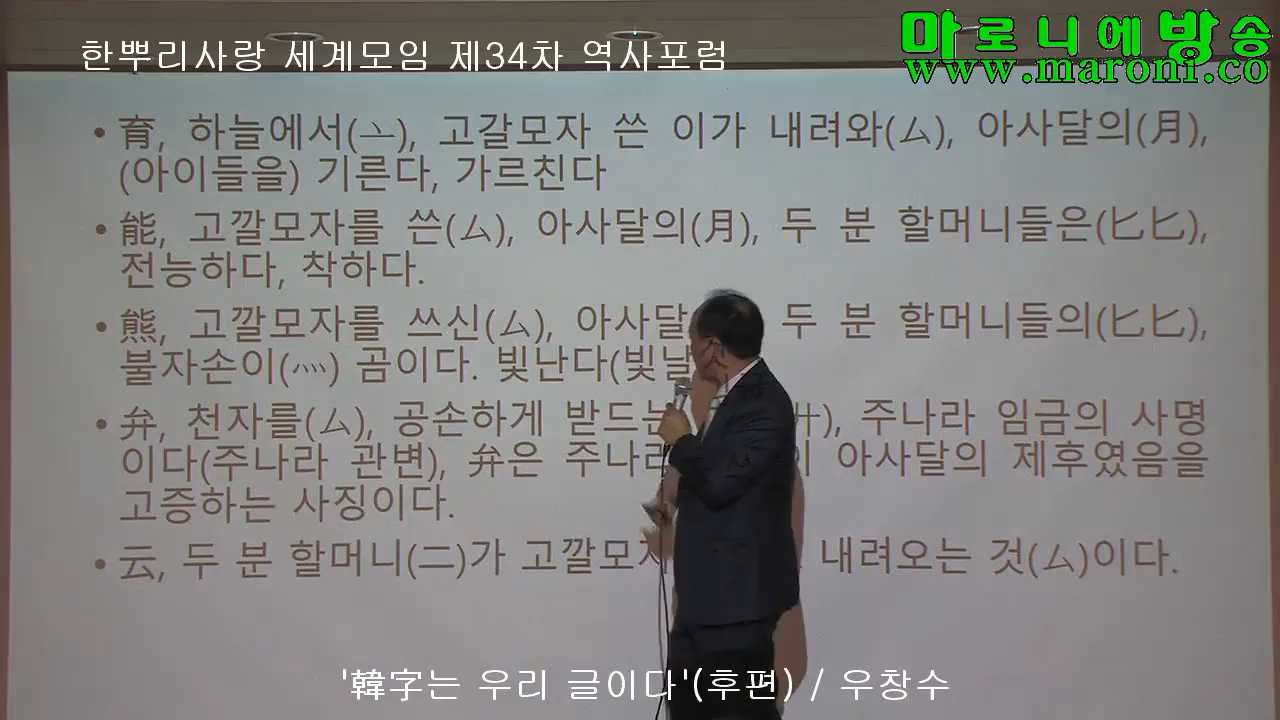 한뿌리사랑 세계모임 제34차 역사포럼
마로니에방송
www.maroni.co
• 育, 하늘에서(亠), 고갈모자 쓴 이가 내려와(厶), 아사달의(月),
(아이들을) 기른다, 가르친다
• 能, 고깔모자를 쓴(厶), 아사달의(月), 두 분 할머니들은(匕匕),
전능하다, 착하다.
• 熊, 고깔모자를 쓰신(厶), 아사달 두 분 할머니들의(匕匕),
불자손이(灬) 곰이다. 빛난다(빛날
• 弁, 천자를(厶), 공손하게 받드는 주나라 임금의 사명
이다(주나라 관변), 弁은 주나라 아사달의 제후였음을
고증하는 사징이다.
• 云, 두 분 할머니(二)가 고깔모자 내려오는 것(厶)이다.
'韓字는 우리 글이다'(후편) / 우창수